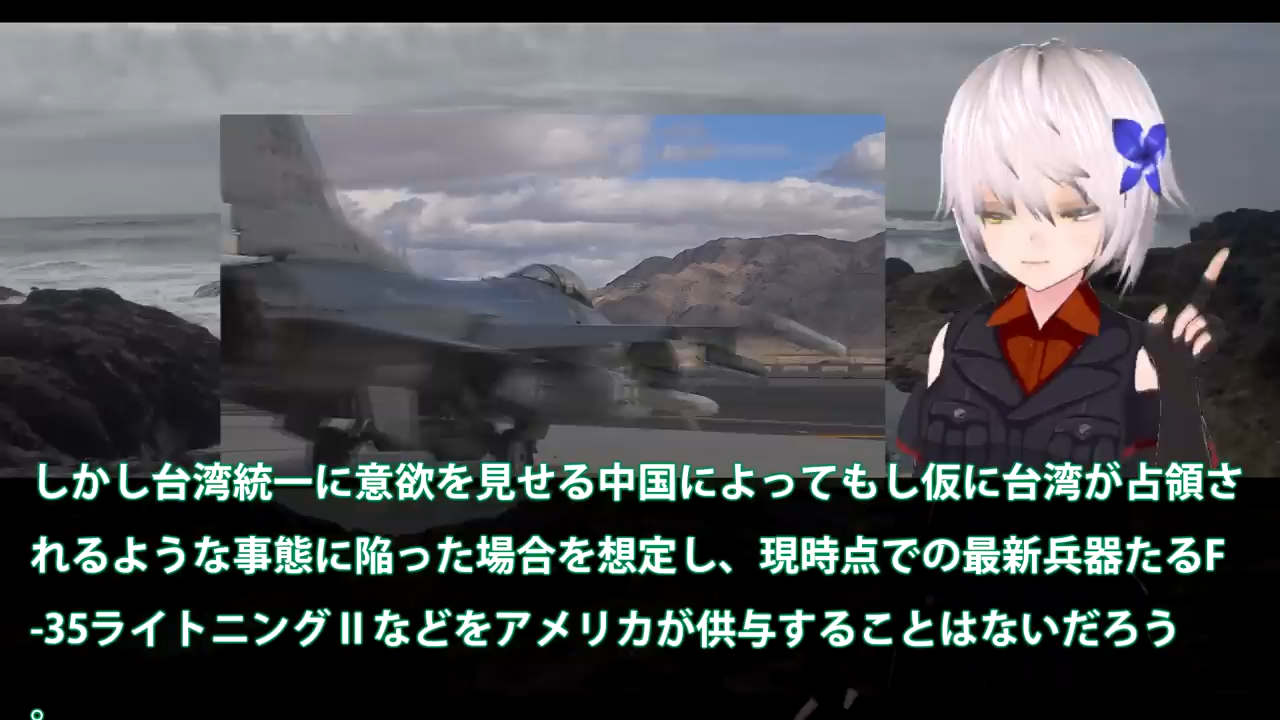 しかし台湾統一に意欲を見せる中国によってもし仮に台湾が占領さ
れるような事態に陥った場合を想定し、現時点での最新兵器たるF
-35ライトニングⅡなどをアメリカが供与することはないだろう
。